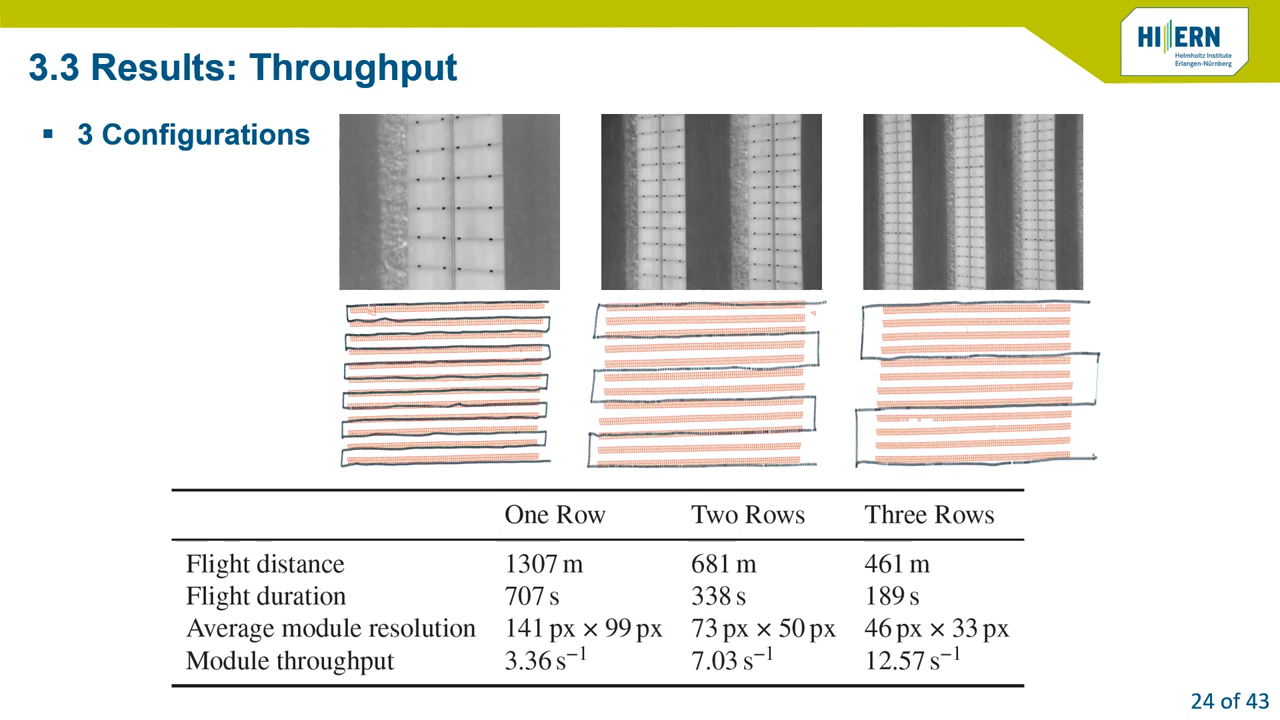 3.3 Results: Throughput
HI ERN
Helmholtz Institute
Erlangen-Nürnberg
▪ 3 Configurations
One Row Two Rows Three Rows
Flight distance 1307 m 681 m 461 m
Flight duration 707 s 338 s 189 s
Average module resolution 141 px × 99 px 73 px × 50 px 46 px × 33 px
Module throughput 3.36 s⁻¹ 7.03 s⁻¹ 12.57 s⁻¹
24 of 43